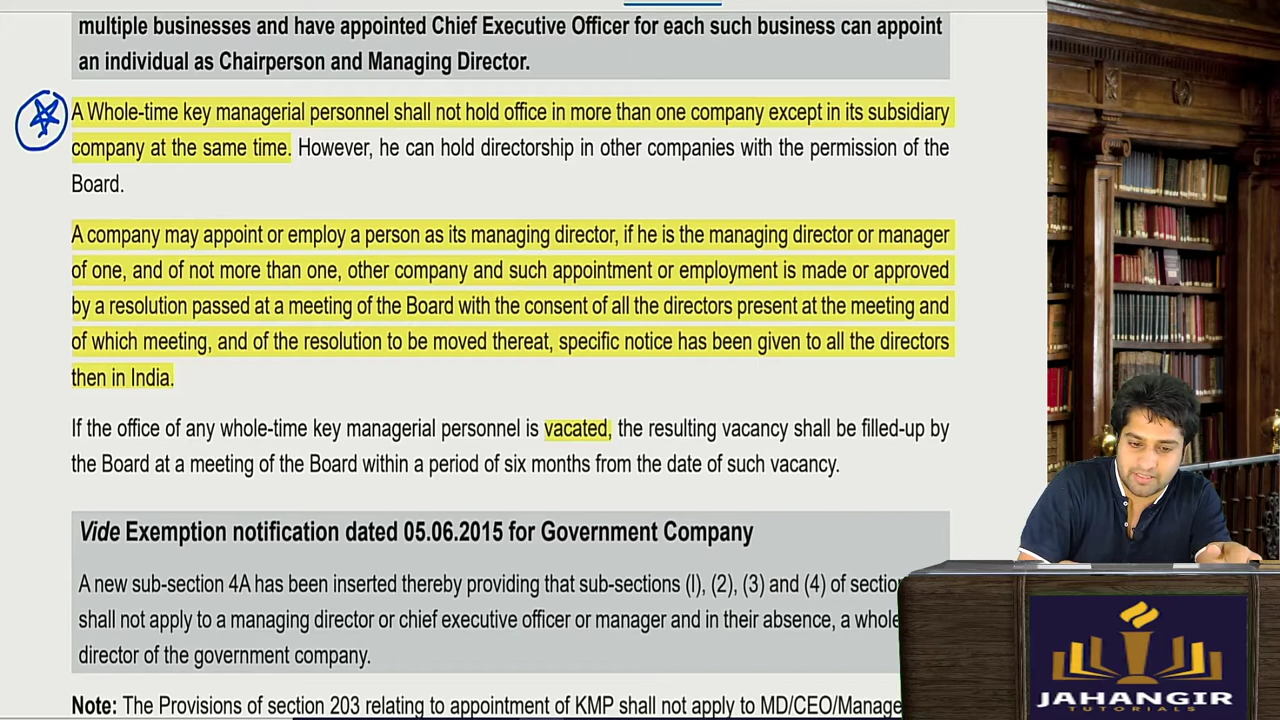 multiple businesses and have appointed Chief Executive Officer for each such business can appoint
an individual as Chairperson and Managing Director.
A Whole-time key managerial personnel shall not hold office in more than one company except in its subsidiary
company at the same time. However, he can hold directorship in other companies with the permission of the
Board.
A company may appoint or employ a person as its managing director, if he is the managing director or manager
of one, and of not more than one, other company and such appointment or employment is made or approved
by a resolution passed at a meeting of the Board with the consent of all the directors present at the meeting and
of which meeting, and of the resolution to be moved thereat, specific notice has been given to all the directors
then in India.
If the office of any whole-time key managerial personnel is vacated, the resulting vacancy shall be filled-up by
the Board at a meeting of the Board within a period of six months from the date of such vacancy.
Vide Exemption notification dated 05.06.2015 for Government Company
A new sub-section 4A has been inserted thereby providing that sub-sections (I), (2), (3) and (4) of
shall not apply to a managing director or chief executive officer or manager and in their absence, a whole
director of the government company.
Note: The Provisions of section 203 relating to appointment of KMP shall not apply to MD/CEO/Manage
JAHANGIR
TUTORIALS